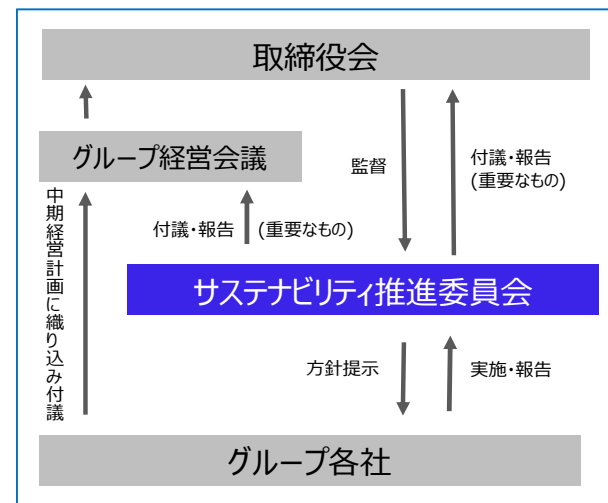 取締役会
グループ経営会議
監督
付議・報告
(重要なもの)
中期経営計画に織り込み付議
付議・報告 (重要なもの)
サステナビリティ推進委員会
方針提示
実施・報告
グループ各社